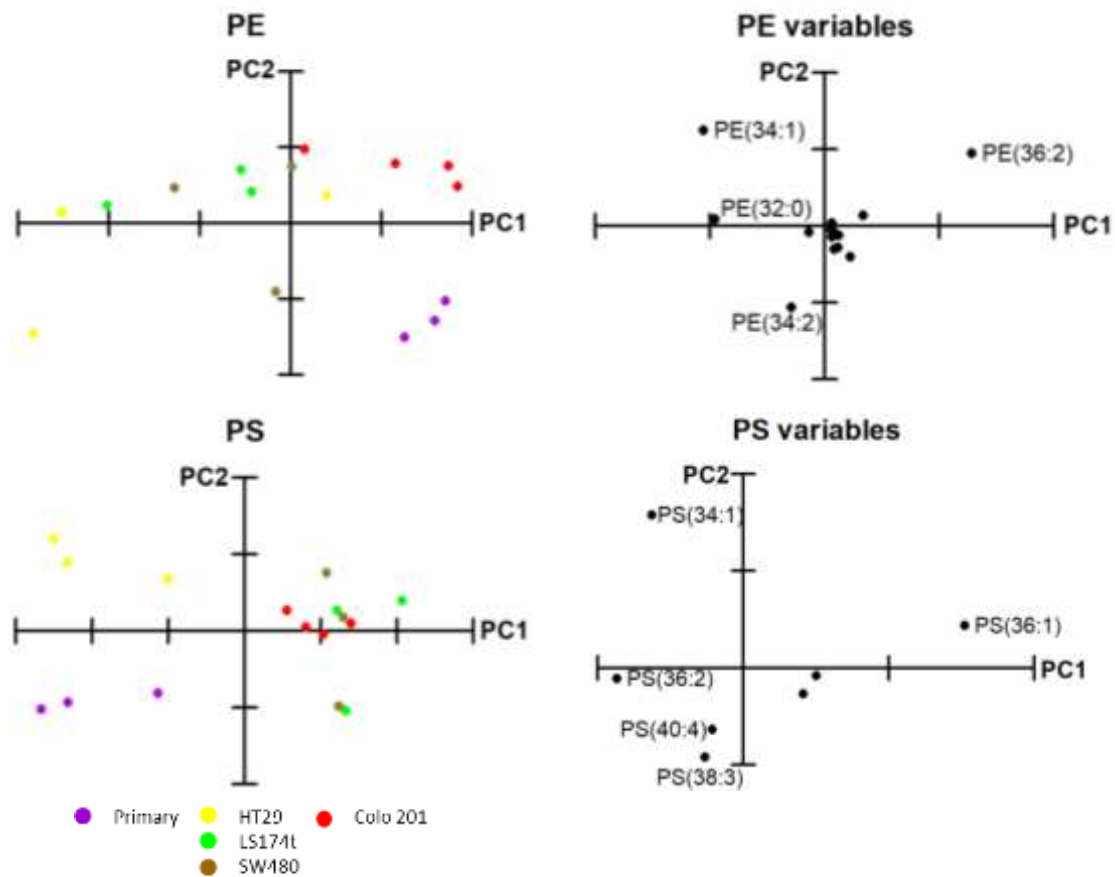 PE
PC2
PC1
PE variables
PC2
PE(34:1)
PE(36:2)
PE(32:0)
PC1
PE(34:2)
PS
PC2
PC1
PS variables
PC2
PS(34:1)
PS(36:1)
PC1
PS(36:2)
PS(40:4)
PS(38:3)
Primary HT29 Colo 201
LS174t
SW480